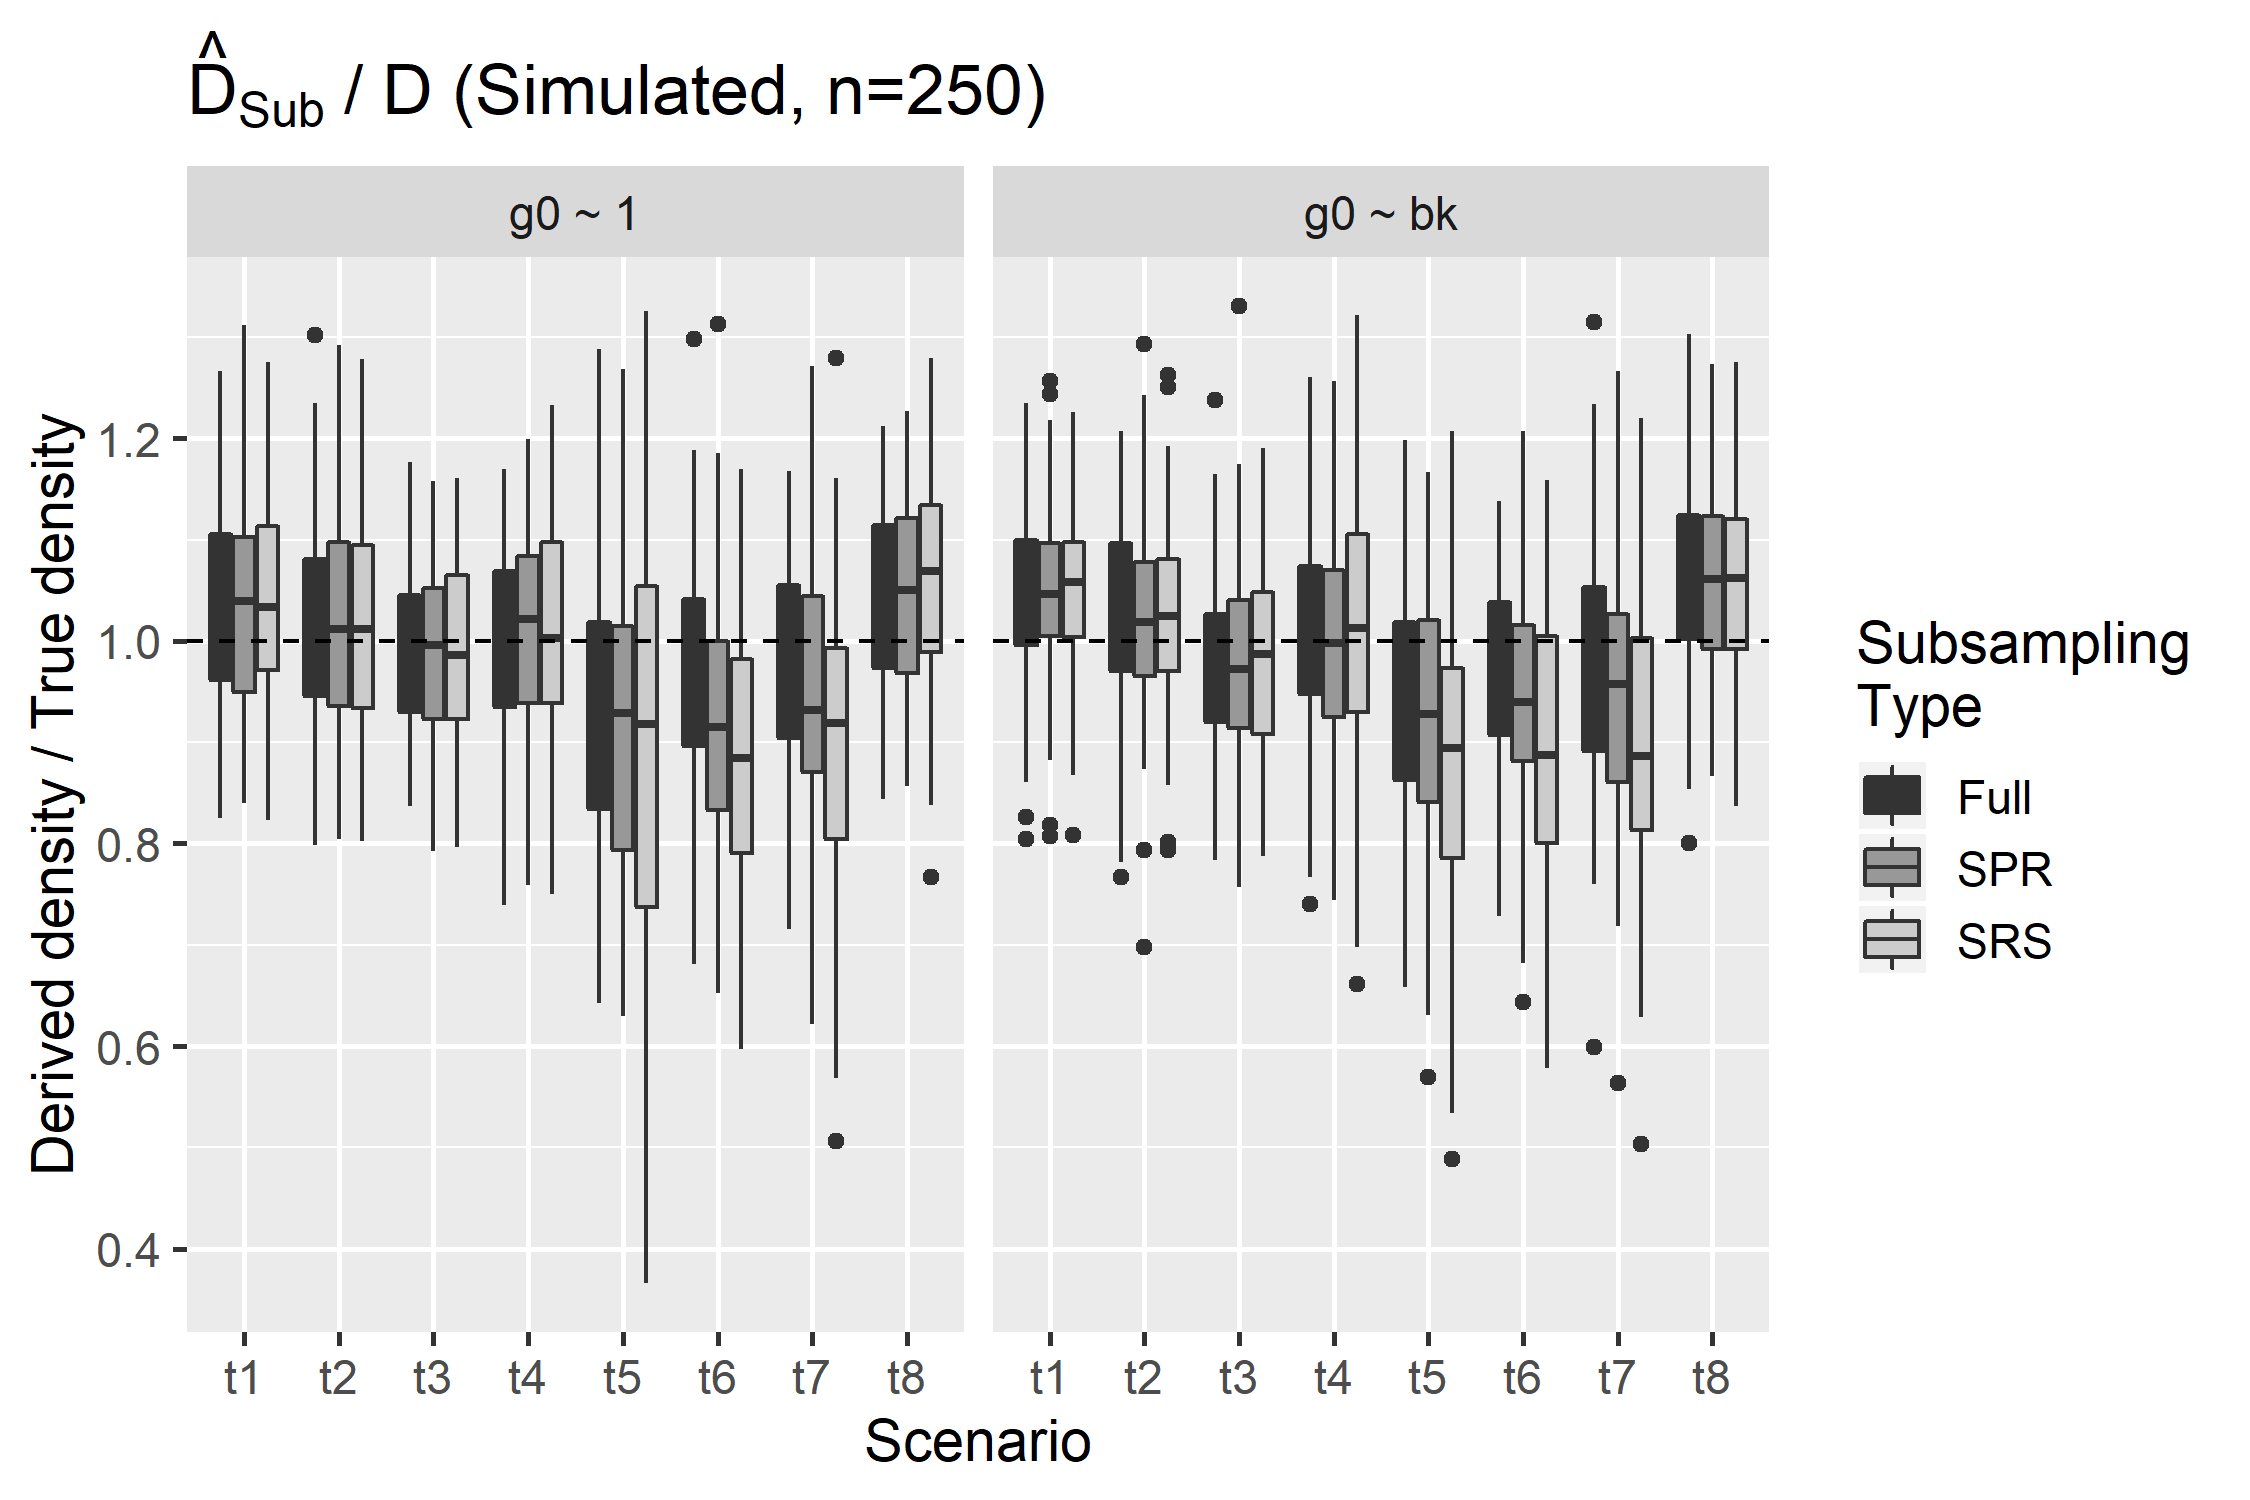 D̂Sub / D (Simulated, n=250)
g0 ~ 1
g0 ~ bk
Derived density / True density
1.2
1.0
0.8
0.6
0.4
t1 t2 t3 t4 t5 t6 t7 t8
t1 t2 t3 t4 t5 t6 t7 t8
Scenario
Subsampling
Type
Full
SPR
SRS